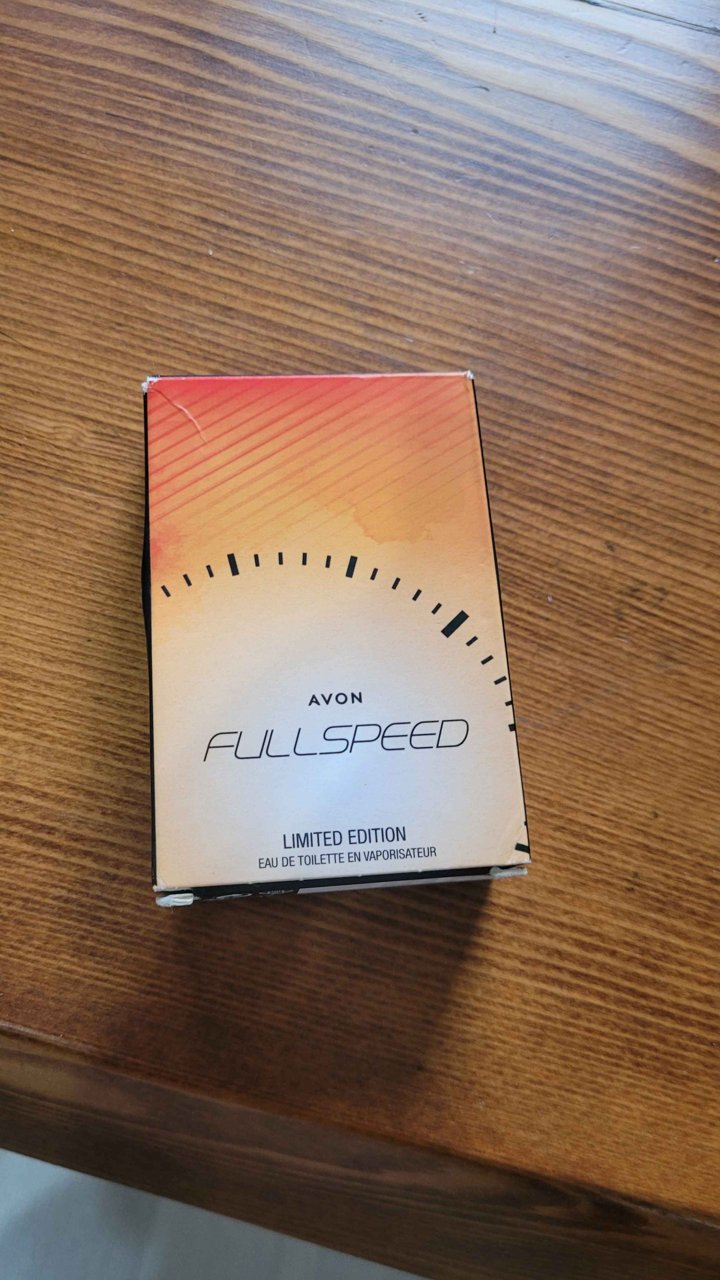 AVON
FULLSPEED
LIMITED EDITION
EAU DE TOILETTE EN VAPORISATEUR